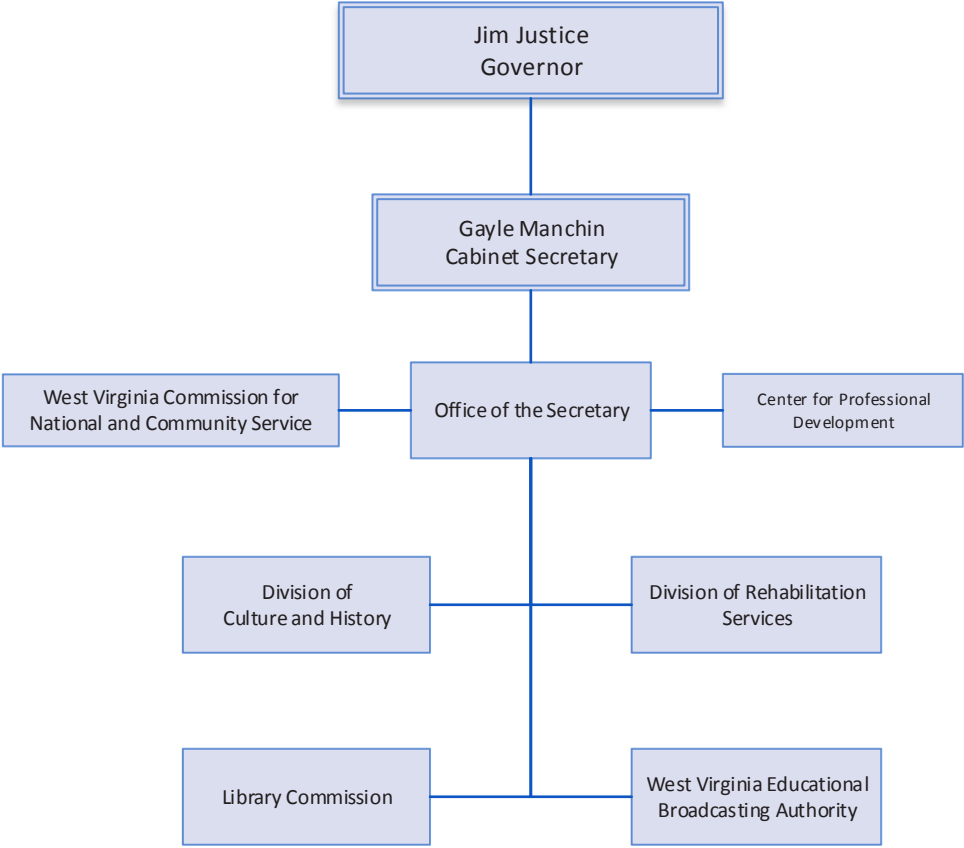 Jim Justice
Governor
Gayle Manchin
Cabinet Secretary
West Virginia Commission for
National and Community Service
Office of the Secretary
Center for Professional
Development
Division of
Culture and History
Division of Rehabilitation
Services
Library Commission
West Virginia Educational
Broadcasting Authority